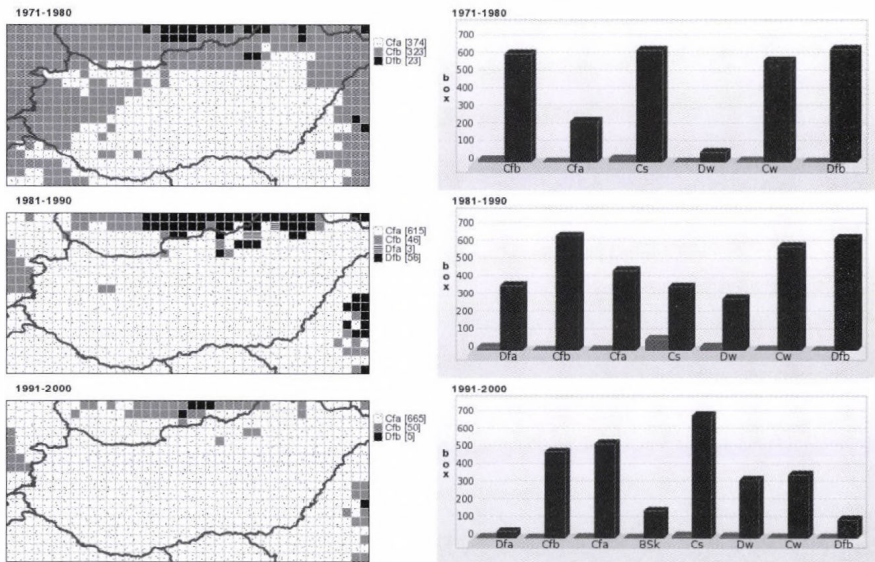 1971-1980
Cfa [374]
Cfb [323]
Dfb [23]
1971-1980
box
700
600
500
400
300
200
100
0
Cfb Cfa Cs Dw Cw Dfb
1981-1990
Cfa [615]
Cfb [46]
Dfa [3]
Dfb [56]
1981-1990
box
700
600
500
400
300
200
100
0
Dfa Cfb Cfa Cs Dw Cw Dfb
1991-2000
Cfa [665]
Cfb [50]
Dfb [5]
1991-2000
box
700
600
500
400
300
200
100
0
Dfa Cfb Cfa BSk Cs Dw Cw Dfb